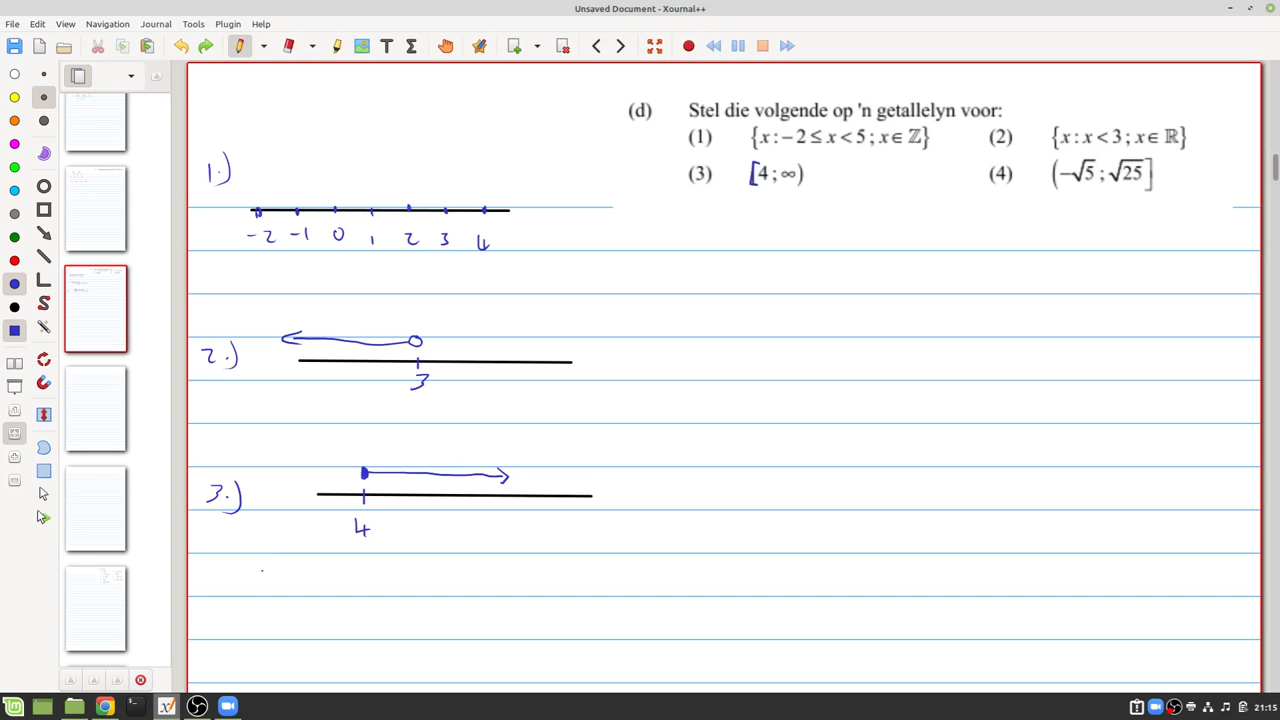 Unsaved Document - Xournal++
File Edit View Navigation Journal Tools Plugin Help
(d) Stel die volgende op 'n getallelyn voor:
(1) {x : −2 ≤ x < 5 ; x ∈ ℤ} (2) {x : x < 3 ; x ∈ ℝ}
(3) [4 ; ∞) (4) (−√5 ; √25]
1.)
-2 -1 0 1 2 3 4
2.)
3
3.)
4
21:15